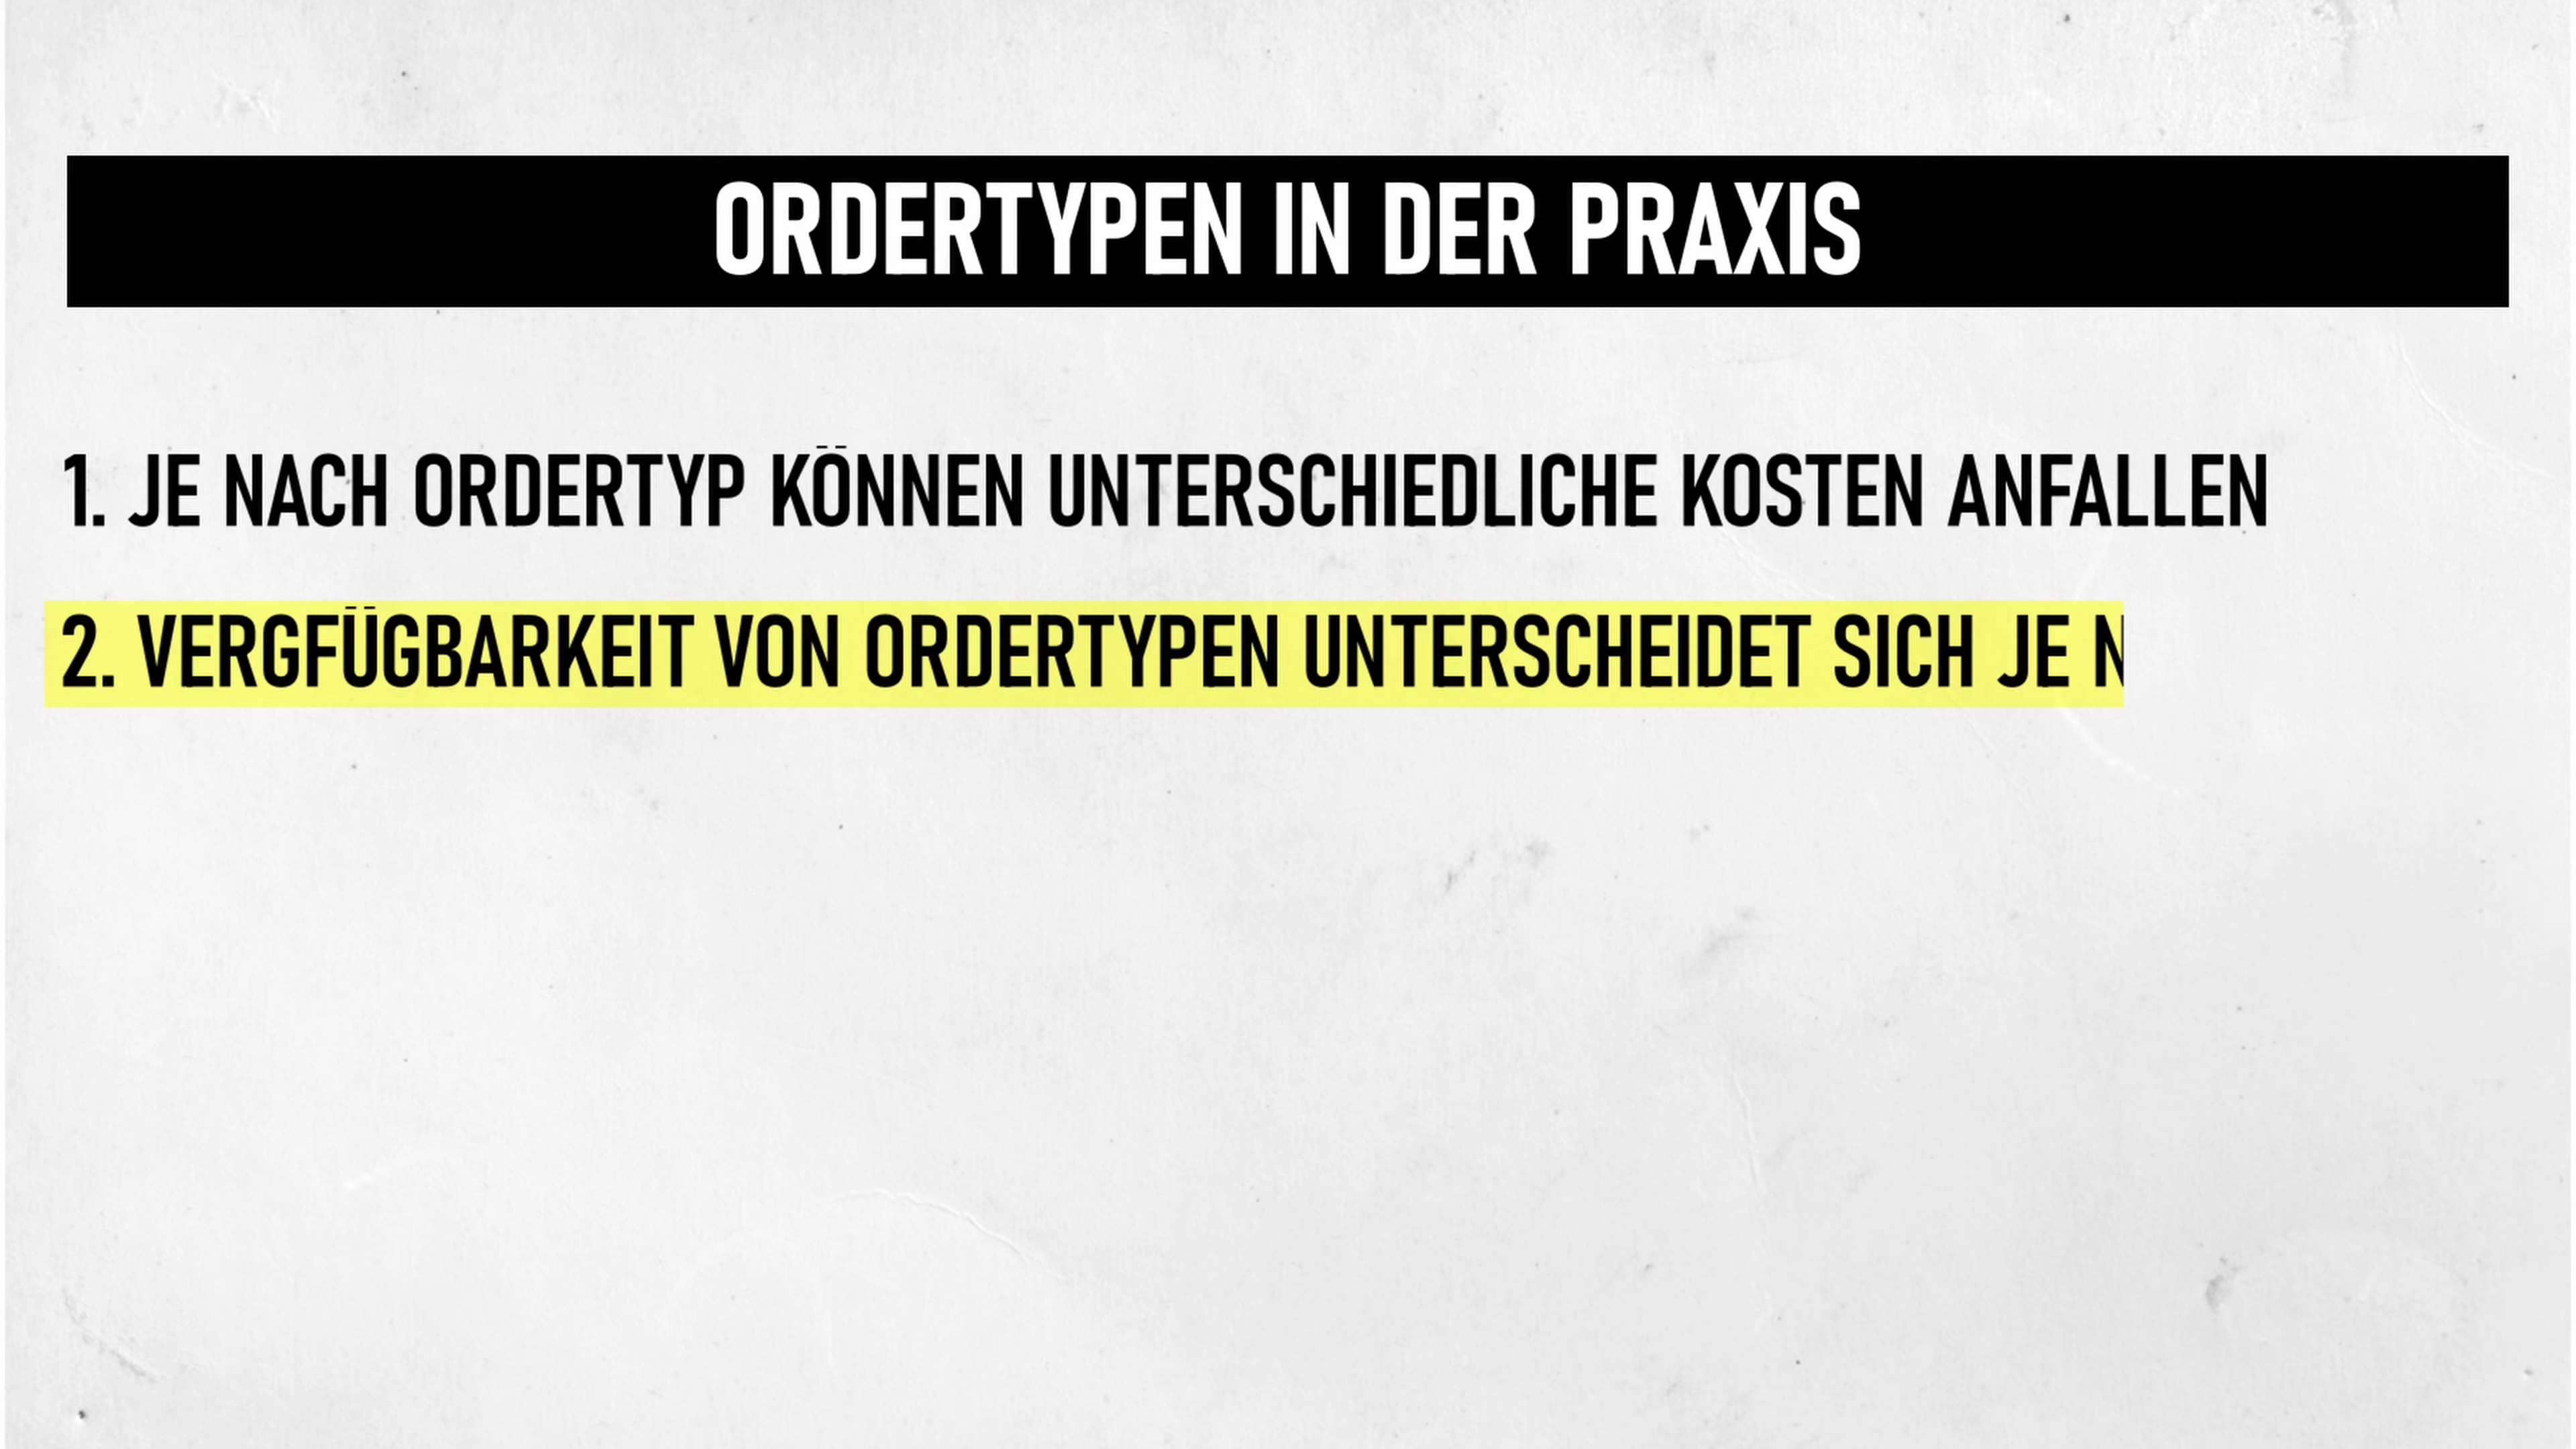 ORDERTYPEN IN DER PRAXIS
1. JE NACH ORDERTYP KÖNNEN UNTERSCHIEDLICHE KOSTEN ANFALLEN
2. VERGFÜGBARKEIT VON ORDERTYPEN UNTERSCHEIDET SICH JE N